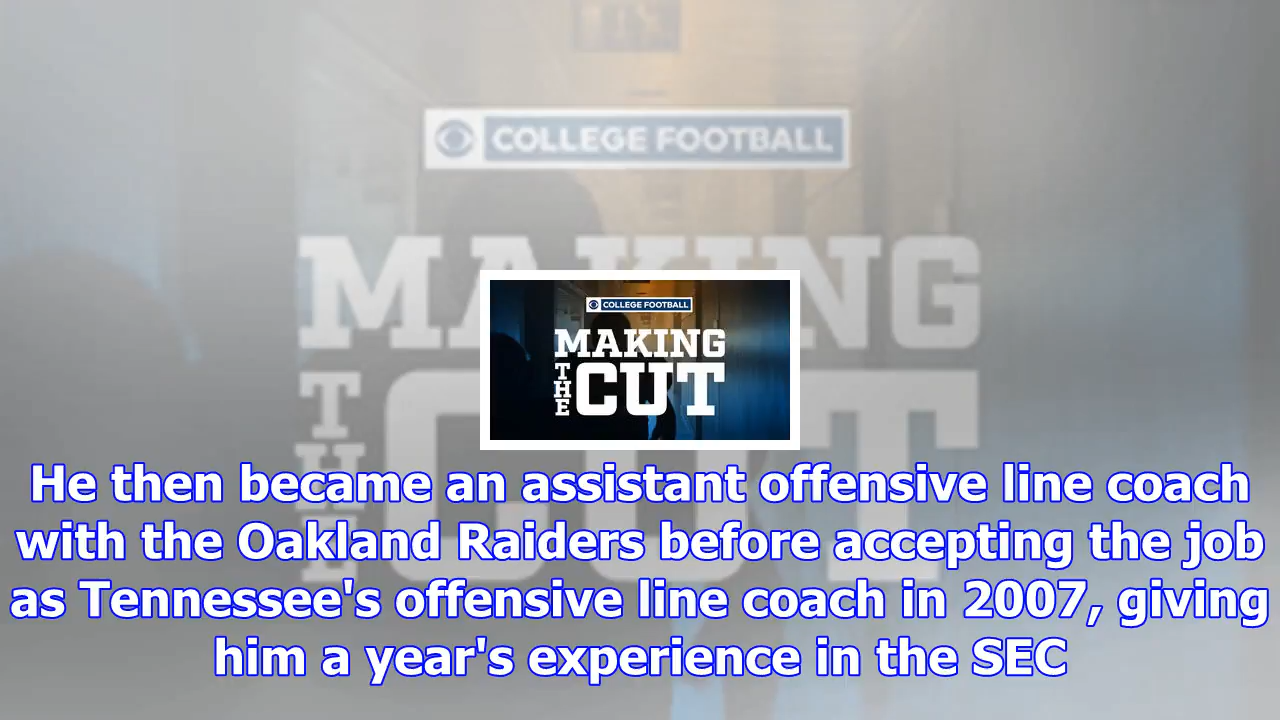 COLLEGE FOOTBALL
MAKING
THE CUT
COLLEGE FOOTBALL
MAKING
THE CUT
He then became an assistant offensive line coach
with the Oakland Raiders before accepting the job
as Tennessee's offensive line coach in 2007, giving
him a year's experience in the SEC